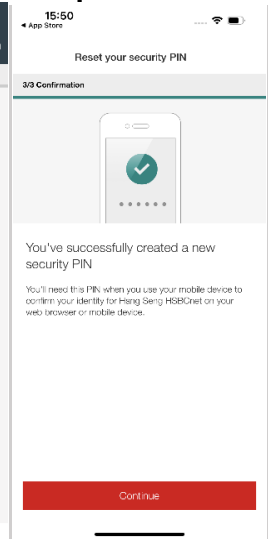 15:50
◀ App Store
Reset your security PIN
3/3 Confirmation
You've successfully created a new
security PIN
You'll need this PIN when you use your mobile device to
confirm your identity for Hang Seng HSBCnet on your
web browser or mobile device.
Continue